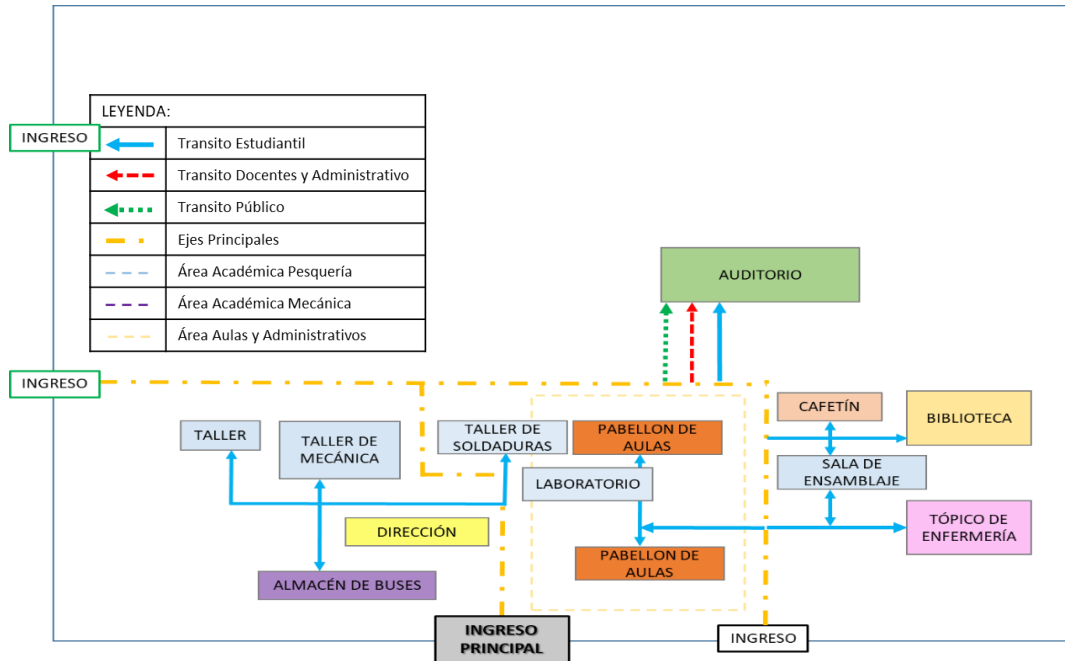 LEYENDA:
INGRESO
Transito Estudiantil
Transito Docentes y Administrativo
Transito Público
Ejes Principales
Área Académica Pesquería
Área Académica Mecánica
Área Aulas y Administrativos
AUDITORIO
INGRESO
CAFETÍN
BIBLIOTECA
TALLER
TALLER DE
MECÁNICA
TALLER DE
SOLDADURAS
PABELLON DE
AULAS
SALA DE
ENSAMBLAJE
LABORATORIO
DIRECCIÓN
TÓPICO DE
ENFERMERÍA
PABELLON DE
AULAS
ALMACÉN DE BUSES
INGRESO
PRINCIPAL
INGRESO